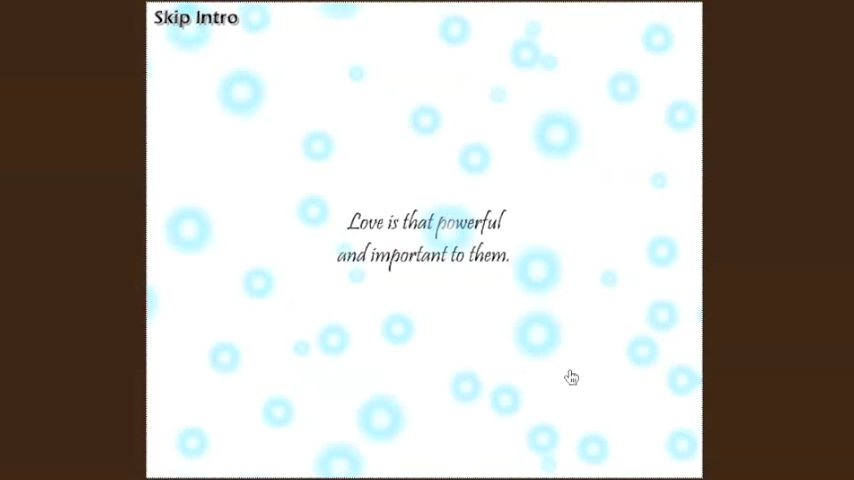 Skip Intro
Love is that powerful
and important to them.